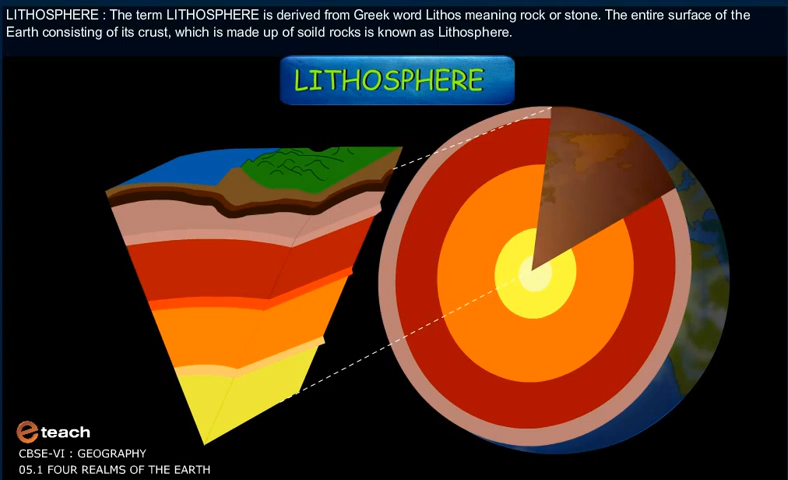 LITHOSPHERE : The term LITHOSPHERE is derived from Greek word Lithos meaning rock or stone. The entire surface of the
Earth consisting of its crust, which is made up of soild rocks is known as Lithosphere.
LITHOSPHERE
e teach
CBSE-VI : GEOGRAPHY
05.1 FOUR REALMS OF THE EARTH